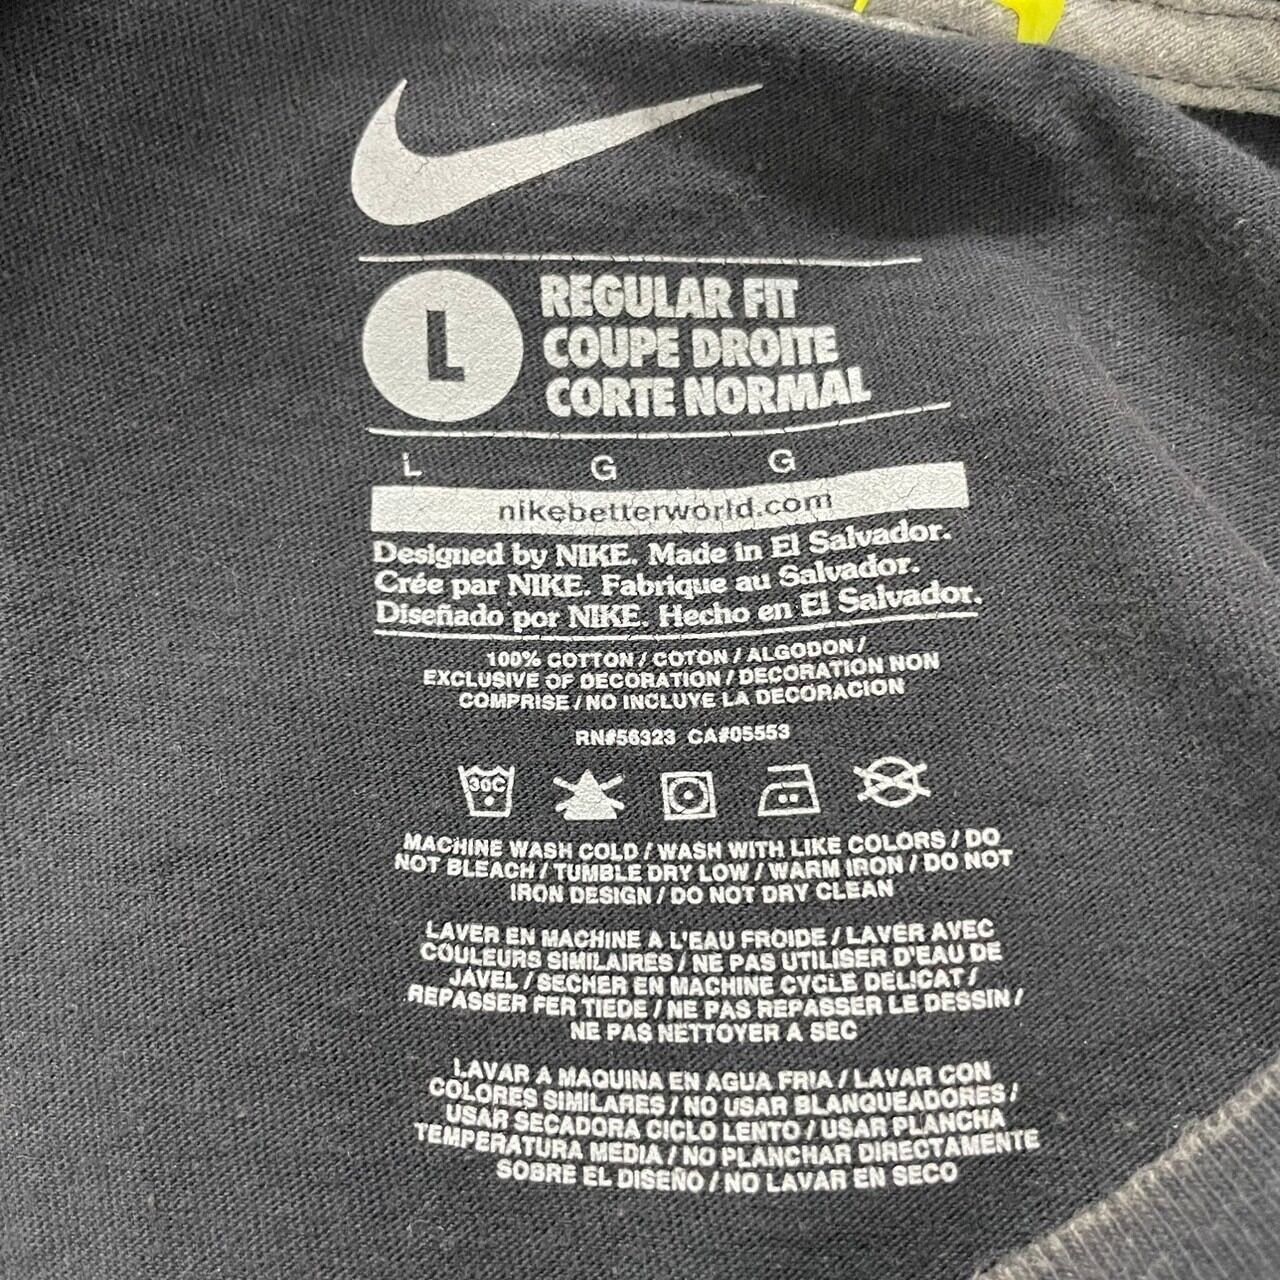 L
REGULAR FIT
COUPE DROITE
CORTE NORMAL
L G G
nikebetterworld.com
Designed by NIKE. Made in El Salvador.
Crée par NIKE. Fabrique au Salvador.
Diseñado por NIKE. Hecho en El Salvador.
100% COTTON / COTON / ALGODON /
EXCLUSIVE OF DECORATION / DECORATION NON
COMPRISE / NO INCLUYE LA DECORACION
RN#56323 CA#05553
30C
MACHINE WASH COLD / WASH WITH LIKE COLORS / DO
NOT BLEACH / TUMBLE DRY LOW / WARM IRON / DO NOT
IRON DESIGN / DO NOT DRY CLEAN
LAVER EN MACHINE A L'EAU FROIDE / LAVER AVEC
COULEURS SIMILAIRES / NE PAS UTILISER D'EAU DE
JAVEL / SECHER EN MACHINE CYCLE DELICAT /
REPASSER FER TIEDE / NE PAS REPASSER LE DESSIN /
NE PAS NETTOYER A SEC
LAVAR A MAQUINA EN AGUA FRIA / LAVAR CON
COLORES SIMILARES / NO USAR BLANQUEADORES /
USAR SECADORA CICLO LENTO / USAR PLANCHA
TEMPERATURA MEDIA / NO PLANCHAR DIRECTAMENTE
SOBRE EL DISEÑO / NO LAVAR EN SECO